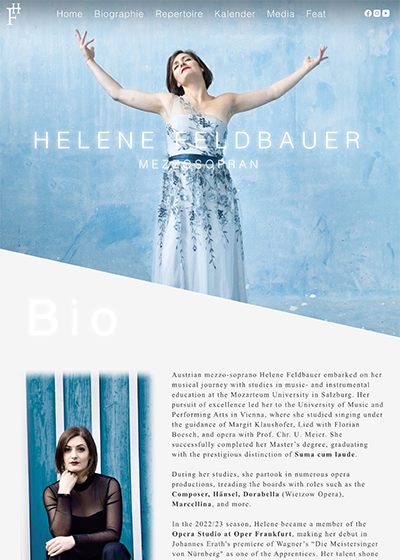 FH
Home Biographie Repertoire Kalender Media Feat
HELENE FELDBAUER
MEZZOSOPRAN
Bio
Austrian mezzo-soprano Helene Feldbauer embarked on her
musical journey with studies in music- and instrumental
education at the Mozarteum University in Salzburg. Her
pursuit of excellence led her to the University of Music and
Performing Arts in Vienna, where she studied singing under
the guidance of Margit Klaushofer, Lied with Florian
Boesch, and opera with Prof. Chr. U. Meier. She
successfully completed her Master's degree, graduating
with the prestigious distinction of Suma cum laude.
During her studies, she partook in numerous opera
productions, treading the boards with roles such as the
Composer, Hänsel, Dorabella (Wietzow Opera),
Marcellina, and more.
In the 2022/23 season, Helene became a member of the
Opera Studio at Oper Frankfurt, making her debut in
Johannes Erath's premiere of Wagner's "Die Meistersinger
von Nürnberg" as one of the Apprentices. Her talent shone